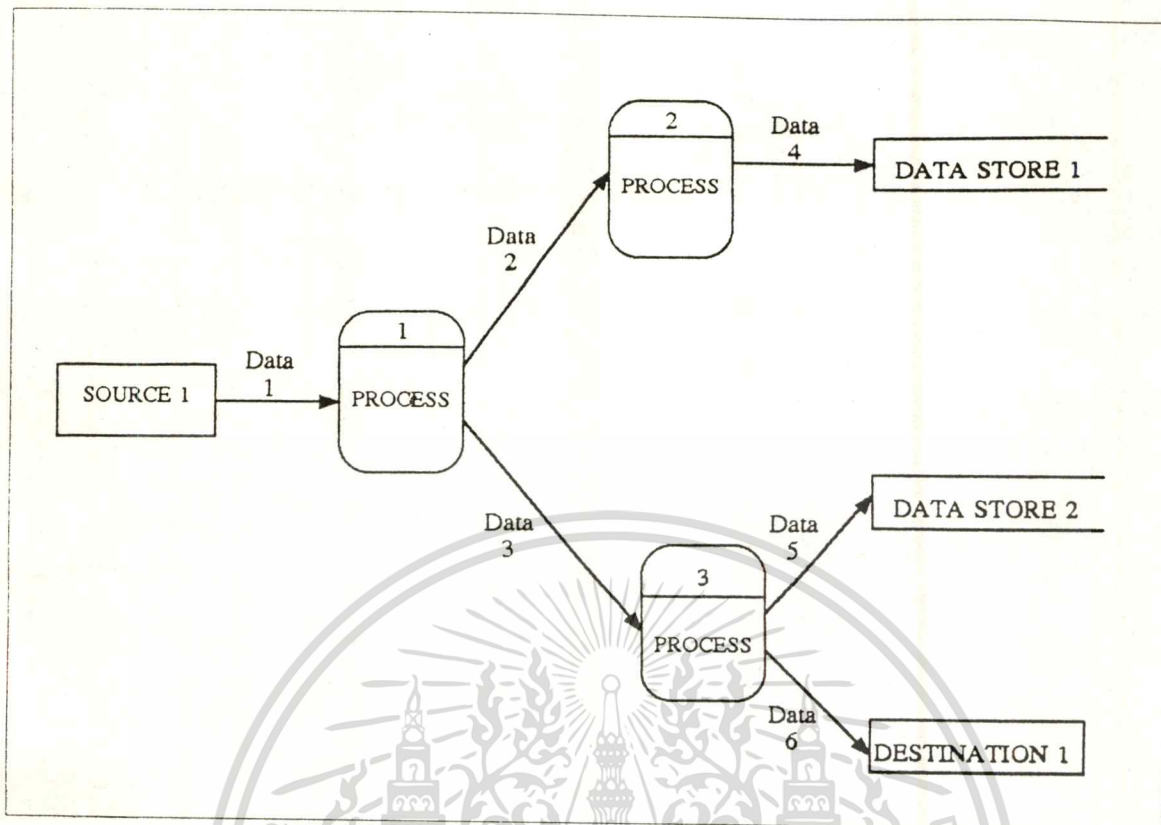 2
PROCESS
Data
4
DATA STORE 1
Data
2
1
PROCESS
SOURCE 1
Data
1
Data
3
3
PROCESS
Data
5
DATA STORE 2
Data
6
DESTINATION 1